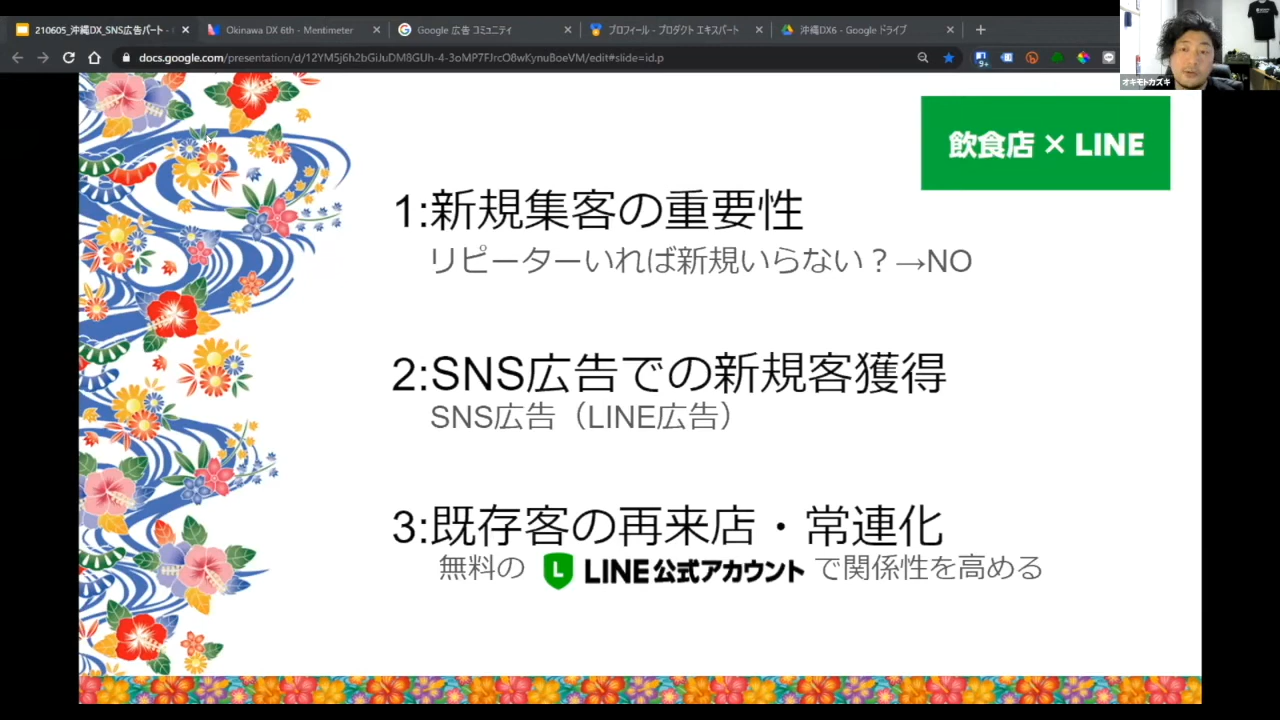 210605_沖縄DX_SNS広告パート -
Okinawa DX 6th - Mentimeter
Google 広告 コミュニティ
プロフィール - プロダクト エキスパート
沖縄DX6 - Google ドライブ
docs.google.com/presentation/d/12YM5j6h2bGiJuDM8GUh-4-3oMP7FJrcO8wKynu8oeVM/edit#slide=id.p
オキモトカズキ
飲食店 × LINE
1:新規集客の重要性
リピーターいれば新規いらない？→NO
2:SNS広告での新規客獲得
SNS広告（LINE広告）
3:既存客の再来店・常連化
無料の L LINE公式アカウント で関係性を高める